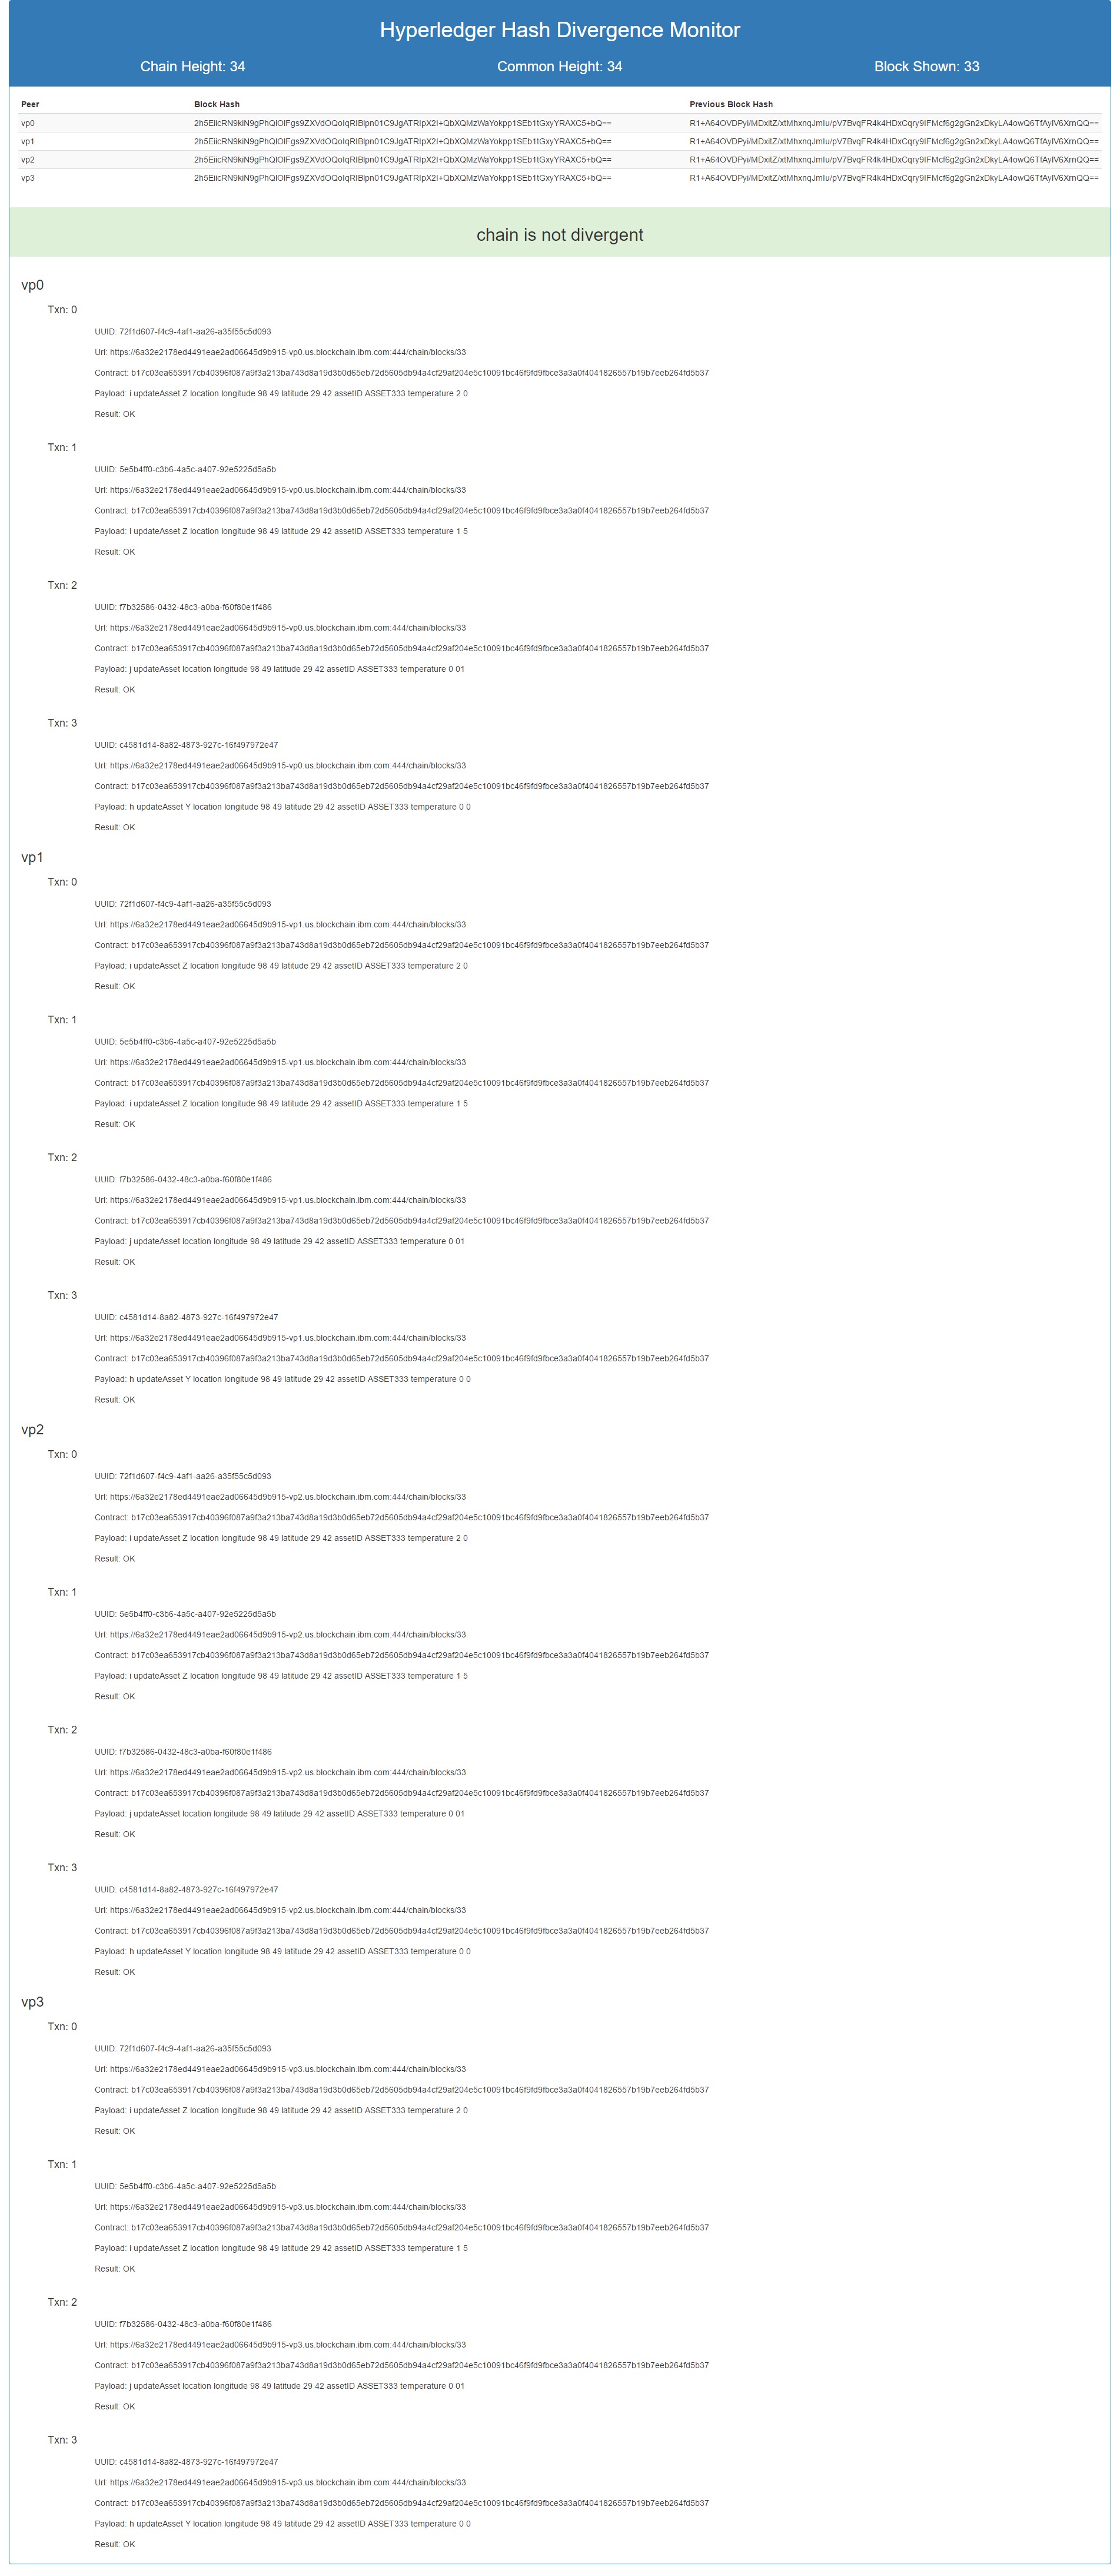 Hyperledger Hash Divergence Monitor
Chain Height: 34 Common Height: 34 Block Shown: 33
Peer Block Hash Previous Block Hash
vp0
vp1
vp2
vp3
chain is not divergent
vp0
Txn: 0
UUID: 72f1d607-f4c9-4af1-aa26-a35f55c5d093
Url: https://6a32e2178ed4491eae2ad06645d9b915-vp0.us.blockchain.ibm.com:444/chain/blocks/33
Contract: b17c03ea653917cb40396f087a9f3a213ba743d8a19d3b0d65eb72d5605db94a4cf29af204e5c10091bc46f9fd9fbce3a3a0f4041826557b19b7eeb264fd5b37
Payload: i updateAsset Z location longitude 98 49 latitude 29 42 assetID ASSET333 temperature 2 0
Result: OK
Txn: 1
UUID: 5e5b4ff0-c3b6-4a5c-a407-92e5225d5a5b
Url: https://6a32e2178ed4491eae2ad06645d9b915-vp0.us.blockchain.ibm.com:444/chain/blocks/33
Contract: b17c03ea653917cb40396f087a9f3a213ba743d8a19d3b0d65eb72d5605db94a4cf29af204e5c10091bc46f9fd9fbce3a3a0f4041826557b19b7eeb264fd5b37
Payload: i updateAsset Z location longitude 98 49 latitude 29 42 assetID ASSET333 temperature 1 5
Result: OK
Txn: 2
UUID: f7b32586-0432-48c3-a0ba-f60f80e1f486
Url: https://6a32e2178ed4491eae2ad06645d9b915-vp0.us.blockchain.ibm.com:444/chain/blocks/33
Contract: b17c03ea653917cb40396f087a9f3a213ba743d8a19d3b0d65eb72d5605db94a4cf29af204e5c10091bc46f9fd9fbce3a3a0f4041826557b19b7eeb264fd5b37
Payload: j updateAsset location longitude 98 49 latitude 29 42 assetID ASSET333 temperature 0 01
Result: OK
Txn: 3
UUID: c4581d14-8a82-4873-927c-16f497972e47
Url: https://6a32e2178ed4491eae2ad06645d9b915-vp0.us.blockchain.ibm.com:444/chain/blocks/33
Contract: b17c03ea653917cb40396f087a9f3a213ba743d8a19d3b0d65eb72d5605db94a4cf29af204e5c10091bc46f9fd9fbce3a3a0f4041826557b19b7eeb264fd5b37
Payload: h updateAsset Y location longitude 98 49 latitude 29 42 assetID ASSET333 temperature 0 0
Result: OK
vp1
Txn: 0
UUID: 72f1d607-f4c9-4af1-aa26-a35f55c5d093
Url: https://6a32e2178ed4491eae2ad06645d9b915-vp1.us.blockchain.ibm.com:444/chain/blocks/33
Contract: b17c03ea653917cb40396f087a9f3a213ba743d8a19d3b0d65eb72d5605db94a4cf29af204e5c10091bc46f9fd9fbce3a3a0f4041826557b19b7eeb264fd5b37
Payload: i updateAsset Z location longitude 98 49 latitude 29 42 assetID ASSET333 temperature 2 0
Result: OK
Txn: 1
UUID: 5e5b4ff0-c3b6-4a5c-a407-92e5225d5a5b
Url: https://6a32e2178ed4491eae2ad06645d9b915-vp1.us.blockchain.ibm.com:444/chain/blocks/33
Contract: b17c03ea653917cb40396f087a9f3a213ba743d8a19d3b0d65eb72d5605db94a4cf29af204e5c10091bc46f9fd9fbce3a3a0f4041826557b19b7eeb264fd5b37
Payload: i updateAsset Z location longitude 98 49 latitude 29 42 assetID ASSET333 temperature 1 5
Result: OK
Txn: 2
UUID: f7b32586-0432-48c3-a0ba-f60f80e1f486
Url: https://6a32e2178ed4491eae2ad06645d9b915-vp1.us.blockchain.ibm.com:444/chain/blocks/33
Contract: b17c03ea653917cb40396f087a9f3a213ba743d8a19d3b0d65eb72d5605db94a4cf29af204e5c10091bc46f9fd9fbce3a3a0f4041826557b19b7eeb264fd5b37
Payload: j updateAsset location longitude 98 49 latitude 29 42 assetID ASSET333 temperature 0 01
Result: OK
Txn: 3
UUID: c4581d14-8a82-4873-927c-16f497972e47
Url: https://6a32e2178ed4491eae2ad06645d9b915-vp1.us.blockchain.ibm.com:444/chain/blocks/33
Contract: b17c03ea653917cb40396f087a9f3a213ba743d8a19d3b0d65eb72d5605db94a4cf29af204e5c10091bc46f9fd9fbce3a3a0f4041826557b19b7eeb264fd5b37
Payload: h updateAsset Y location longitude 98 49 latitude 29 42 assetID ASSET333 temperature 0 0
Result: OK
vp2
Txn: 0
UUID: 72f1d607-f4c9-4af1-aa26-a35f55c5d093
Url: https://6a32e2178ed4491eae2ad06645d9b915-vp2.us.blockchain.ibm.com:444/chain/blocks/33
Contract: b17c03ea653917cb40396f087a9f3a213ba743d8a19d3b0d65eb72d5605db94a4cf29af204e5c10091bc46f9fd9fbce3a3a0f4041826557b19b7eeb264fd5b37
Payload: i updateAsset Z location longitude 98 49 latitude 29 42 assetID ASSET333 temperature 2 0
Result: OK
Txn: 1
UUID: 5e5b4ff0-c3b6-4a5c-a407-92e5225d5a5b
Url: https://6a32e2178ed4491eae2ad06645d9b915-vp2.us.blockchain.ibm.com:444/chain/blocks/33
Contract: b17c03ea653917cb40396f087a9f3a213ba743d8a19d3b0d65eb72d5605db94a4cf29af204e5c10091bc46f9fd9fbce3a3a0f4041826557b19b7eeb264fd5b37
Payload: i updateAsset Z location longitude 98 49 latitude 29 42 assetID ASSET333 temperature 1 5
Result: OK
Txn: 2
UUID: f7b32586-0432-48c3-a0ba-f60f80e1f486
Url: https://6a32e2178ed4491eae2ad06645d9b915-vp2.us.blockchain.ibm.com:444/chain/blocks/33
Contract: b17c03ea653917cb40396f087a9f3a213ba743d8a19d3b0d65eb72d5605db94a4cf29af204e5c10091bc46f9fd9fbce3a3a0f4041826557b19b7eeb264fd5b37
Payload: j updateAsset location longitude 98 49 latitude 29 42 assetID ASSET333 temperature 0 01
Result: OK
Txn: 3
UUID: c4581d14-8a82-4873-927c-16f497972e47
Url: https://6a32e2178ed4491eae2ad06645d9b915-vp2.us.blockchain.ibm.com:444/chain/blocks/33
Contract: b17c03ea653917cb40396f087a9f3a213ba743d8a19d3b0d65eb72d5605db94a4cf29af204e5c10091bc46f9fd9fbce3a3a0f4041826557b19b7eeb264fd5b37
Payload: h updateAsset Y location longitude 98 49 latitude 29 42 assetID ASSET333 temperature 0 0
Result: OK
vp3
Txn: 0
UUID: 72f1d607-f4c9-4af1-aa26-a35f55c5d093
Url: https://6a32e2178ed4491eae2ad06645d9b915-vp3.us.blockchain.ibm.com:444/chain/blocks/33
Contract: b17c03ea653917cb40396f087a9f3a213ba743d8a19d3b0d65eb72d5605db94a4cf29af204e5c10091bc46f9fd9fbce3a3a0f4041826557b19b7eeb264fd5b37
Payload: i updateAsset Z location longitude 98 49 latitude 29 42 assetID ASSET333 temperature 2 0
Result: OK
Txn: 1
UUID: 5e5b4ff0-c3b6-4a5c-a407-92e5225d5a5b
Url: https://6a32e2178ed4491eae2ad06645d9b915-vp3.us.blockchain.ibm.com:444/chain/blocks/33
Contract: b17c03ea653917cb40396f087a9f3a213ba743d8a19d3b0d65eb72d5605db94a4cf29af204e5c10091bc46f9fd9fbce3a3a0f4041826557b19b7eeb264fd5b37
Payload: i updateAsset Z location longitude 98 49 latitude 29 42 assetID ASSET333 temperature 1 5
Result: OK
Txn: 2
UUID: f7b32586-0432-48c3-a0ba-f60f80e1f486
Url: https://6a32e2178ed4491eae2ad06645d9b915-vp3.us.blockchain.ibm.com:444/chain/blocks/33
Contract: b17c03ea653917cb40396f087a9f3a213ba743d8a19d3b0d65eb72d5605db94a4cf29af204e5c10091bc46f9fd9fbce3a3a0f4041826557b19b7eeb264fd5b37
Payload: j updateAsset location longitude 98 49 latitude 29 42 assetID ASSET333 temperature 0 01
Result: OK
Txn: 3
UUID: c4581d14-8a82-4873-927c-16f497972e47
Url: https://6a32e2178ed4491eae2ad06645d9b915-vp3.us.blockchain.ibm.com:444/chain/blocks/33
Contract: b17c03ea653917cb40396f087a9f3a213ba743d8a19d3b0d65eb72d5605db94a4cf29af204e5c10091bc46f9fd9fbce3a3a0f4041826557b19b7eeb264fd5b37
Payload: h updateAsset Y location longitude 98 49 latitude 29 42 assetID ASSET333 temperature 0 0
Result: OK